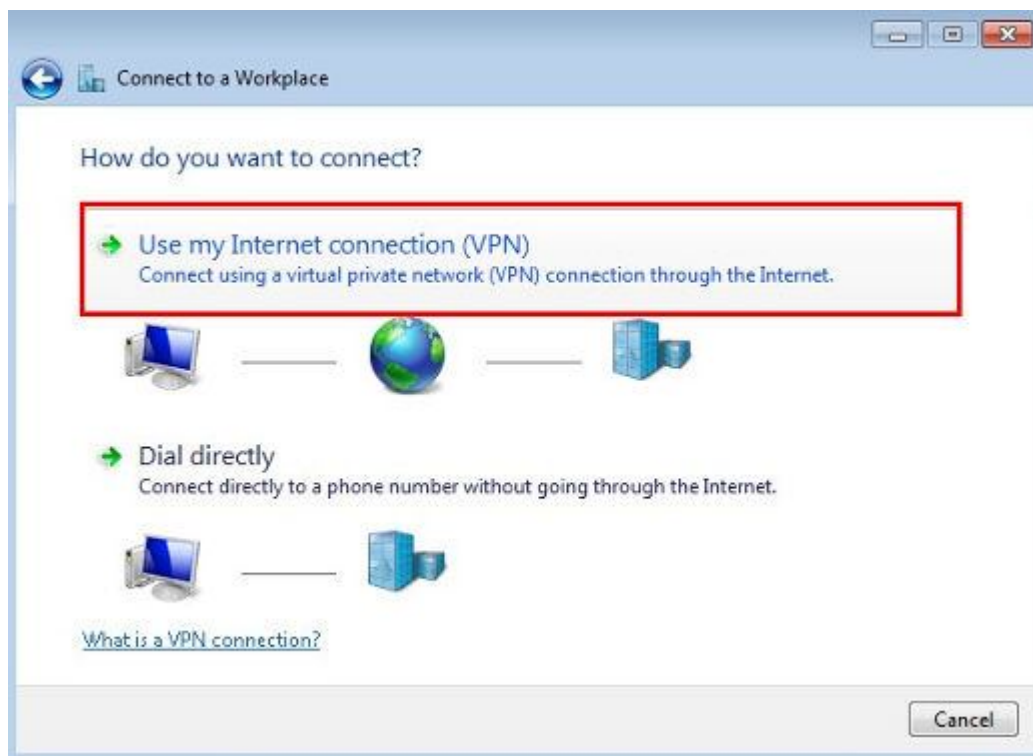 Connect to a Workplace
How do you want to connect?
Use my Internet connection (VPN)
Connect using a virtual private network (VPN) connection through the Internet.
Dial directly
Connect directly to a phone number without going through the Internet.
What is a VPN connection?
Cancel